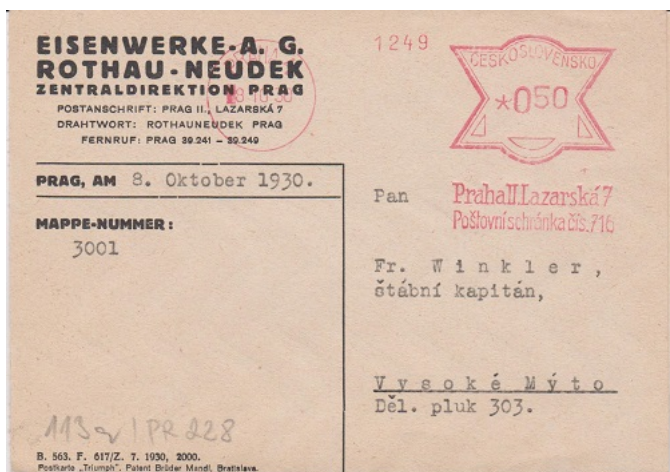 EISENWERKE-A. G.
ROTHAU-NEUDEK
ZENTRALDIREKTION PRAG
POSTANSCHRIFT: PRAG II., LAZARSKÁ 7
DRAHTWORT: ROTHAUNEUDEK PRAG
FERNRUF: PRAG 39.241 – 39.249
PRAG, AM 8. Oktober 1930.
MAPPE-NUMMER:
3001
1249
ČESKOSLOVENSKO
*050
Praha II. Lazarská 7
Poštovní schránka čís. 716
Pan
Fr. Winkler,
štábní kapitán,
Vysoké Mýto
Děl. pluk 303.
B. 563. F. 617/Z. 7. 1930, 2000.
Postkarte „Triumph". Patent Brüder Mandl, Bratislava.